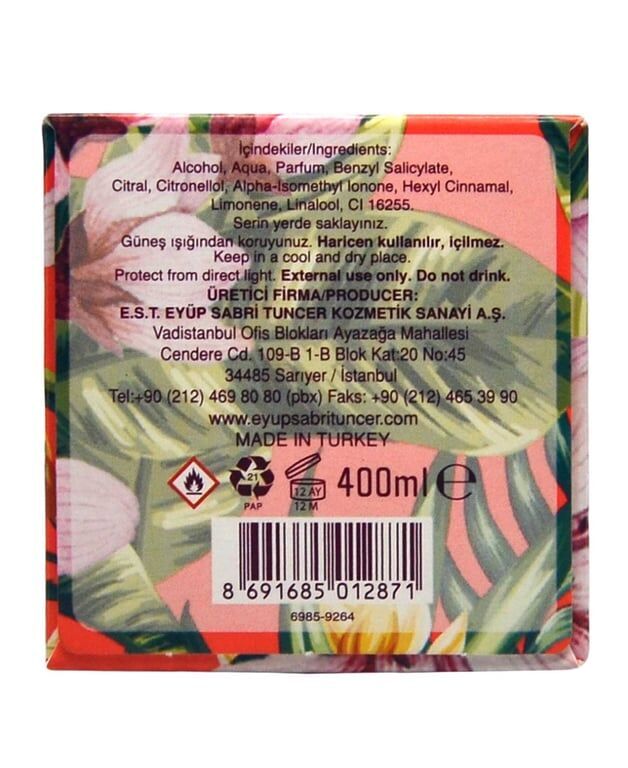 İçindekiler/Ingredients:
Alcohol, Aqua, Parfum, Benzyl Salicylate,
Citral, Citronellol, Alpha-Isomethyl Ionone, Hexyl Cinnamal,
Limonene, Linalool, CI 16255.
Serin yerde saklayınız.
Güneş ışığından koruyunuz. Haricen kullanılır, içilmez.
Keep in a cool and dry place.
Protect from direct light. External use only. Do not drink.
ÜRETİCİ FİRMA/PRODUCER:
E.S.T. EYÜP SABRİ TUNCER KOZMETİK SANAYİ A.Ş.
Vadistanbul Ofis Blokları Ayazağa Mahallesi
Cendere Cd. 109-B 1-B Blok Kat:20 No:45
34485 Sarıyer / İstanbul
Tel:+90 (212) 469 80 80 (pbx) Faks: +90 (212) 465 39 90
www.eyupsabrituncer.com
MADE IN TURKEY
21
PAP
12 AY
12 M
400ml ℮
8 691685 012871
6985-9264